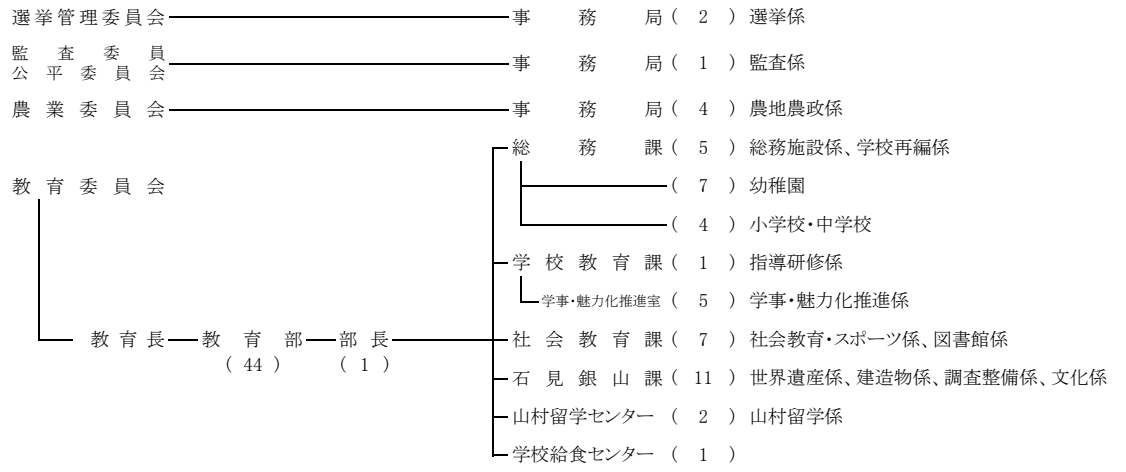 選挙管理委員会 事務局 ( 2 ) 選挙係
監査委員
公平委員会 事務局 ( 1 ) 監査係
農業委員会 事務局 ( 4 ) 農地農政係
総務課 ( 5 ) 総務施設係、学校再編係
教育委員会 ( 7 ) 幼稚園
( 4 ) 小学校・中学校
学校教育課 ( 1 ) 指導研修係
学事・魅力化推進室 ( 5 ) 学事・魅力化推進係
教育長 教育部 部長 社会教育課 ( 7 ) 社会教育・スポーツ係、図書館係
( 44 ) ( 1 )
石見銀山課 ( 11 ) 世界遺産係、建造物係、調査整備係、文化係
山村留学センター ( 2 ) 山村留学係
学校給食センター ( 1 )